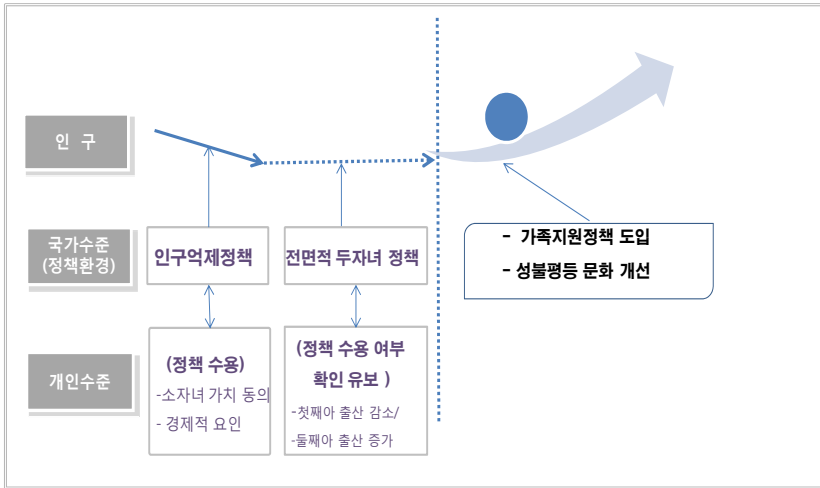 인 구
국가수준
(정책환경)
인구억제정책
전면적 두자녀 정책
- 가족지원정책 도입
- 성불평등 문화 개선
개인수준
(정책 수용)
-소자녀 가치 동의
- 경제적 요인
(정책 수용 여부
확인 유보 )
-첫째아 출산 감소/
-둘째아 출산 증가